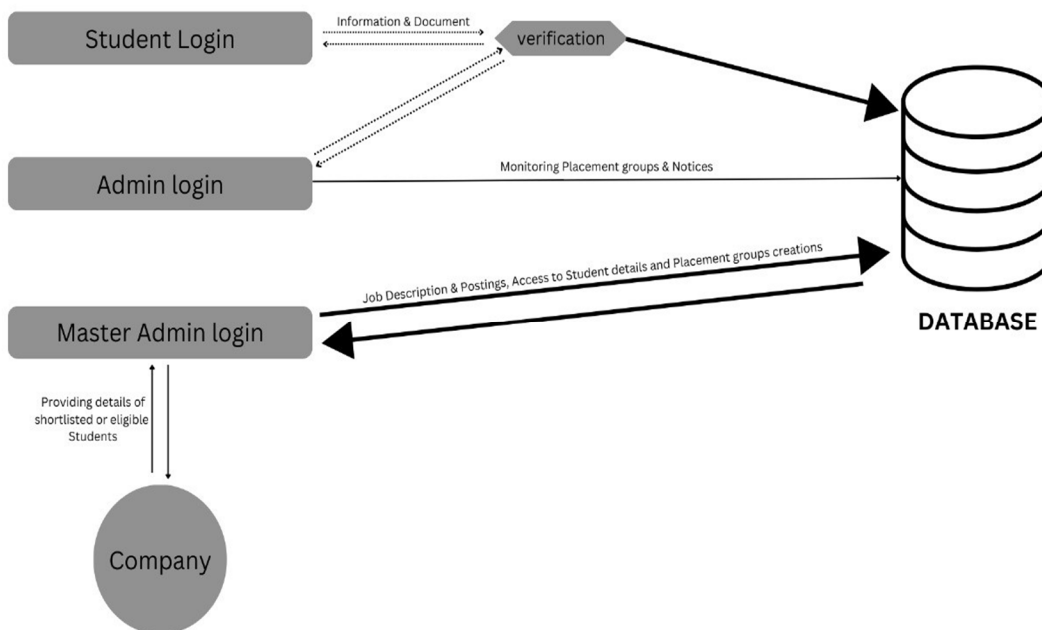 Student Login
Information & Document
verification
Admin login
Monitoring Placement groups & Notices
Job Description & Postings, Access to Student details and Placement groups creations
DATABASE
Master Admin login
Providing details of
shortlisted or eligible
Students
Company